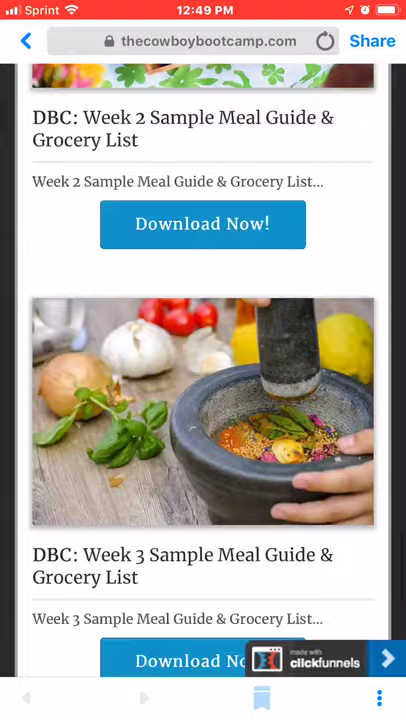 Sprint 12:49 PM
thecowboybootcamp.com Share
DBC: Week 2 Sample Meal Guide &
Grocery List
Week 2 Sample Meal Guide & Grocery List...
Download Now!
DBC: Week 3 Sample Meal Guide &
Grocery List
Week 3 Sample Meal Guide & Grocery List...
Download
made with
clickfunnels